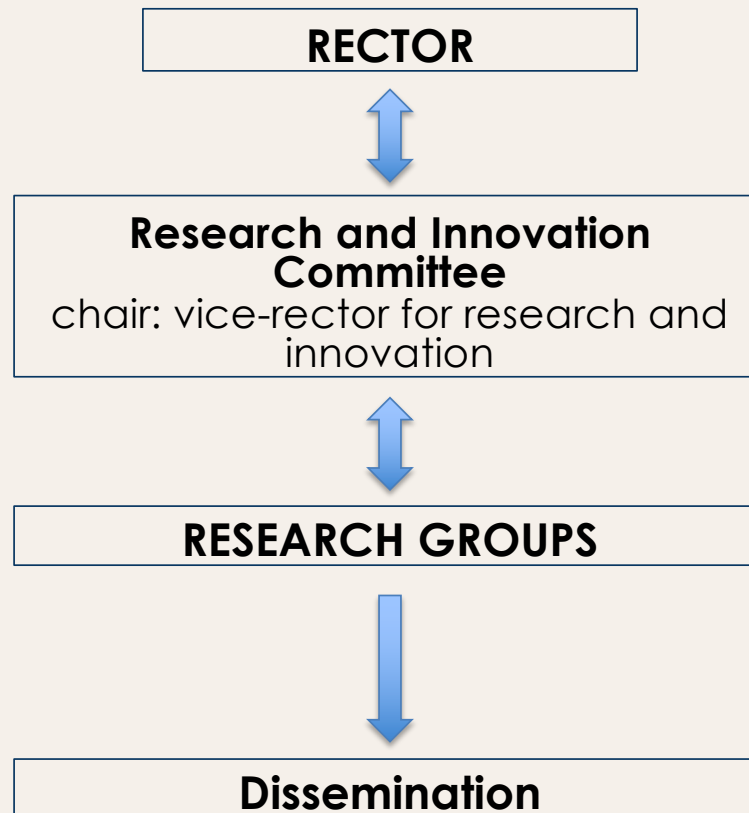 RECTOR
Research and Innovation
Committee
chair: vice-rector for research and
innovation
RESEARCH GROUPS
Dissemination